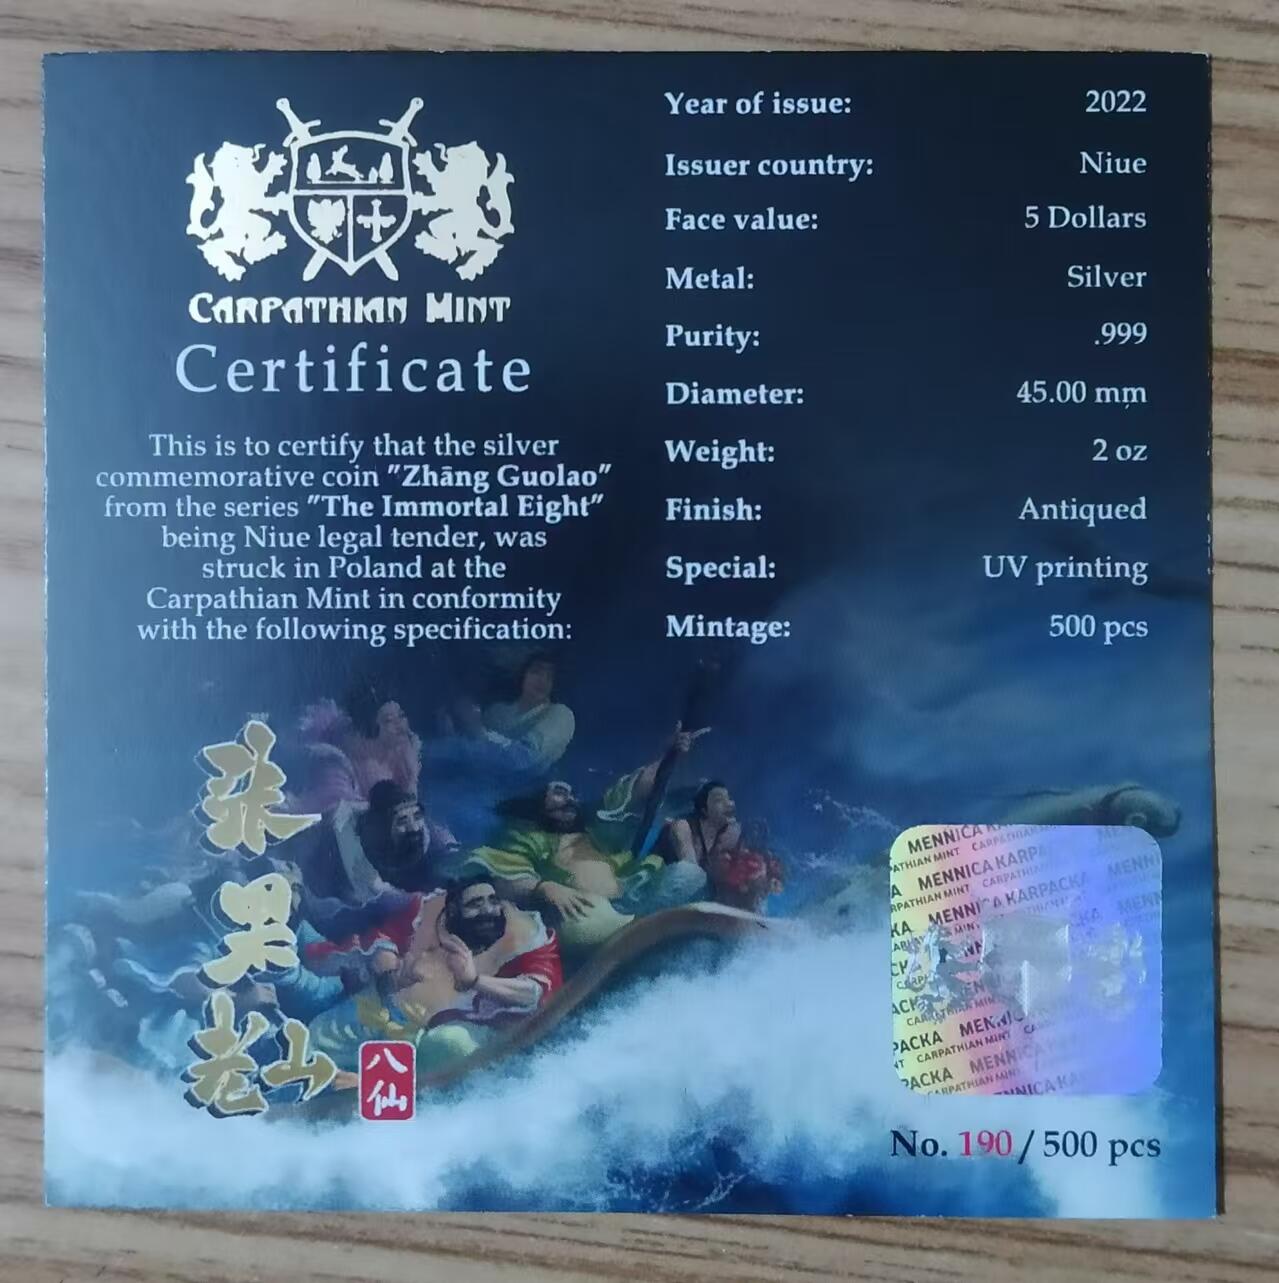 CARPATHIAN MINT
Certificate
This is to certify that the silver
commemorative coin "Zhāng Guolao"
from the series "The Immortal Eight"
being Niue legal tender, was
struck in Poland at the
Carpathian Mint in conformity
with the following specification:
Year of issue: 2022
Issuer country: Niue
Face value: 5 Dollars
Metal: Silver
Purity: .999
Diameter: 45.00 mm
Weight: 2 oz
Finish: Antiqued
Special: UV printing
Mintage: 500 pcs
张
果
老
山
八
仙
MENNICA KARPACKA
CARPATHIAN MINT
No. 190 / 500 pcs